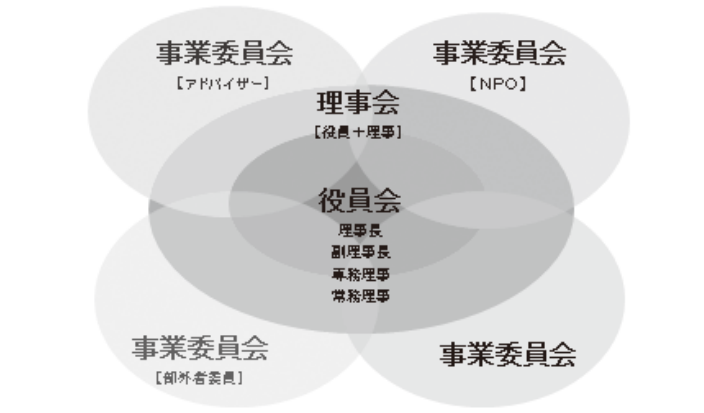 事業委員会
【アドバイザー】
事業委員会
【NPO】
理事会
【役員＋理事】
役員会
理事長
副理事長
専務理事
常務理事
事業委員会
【部外者委員】
事業委員会